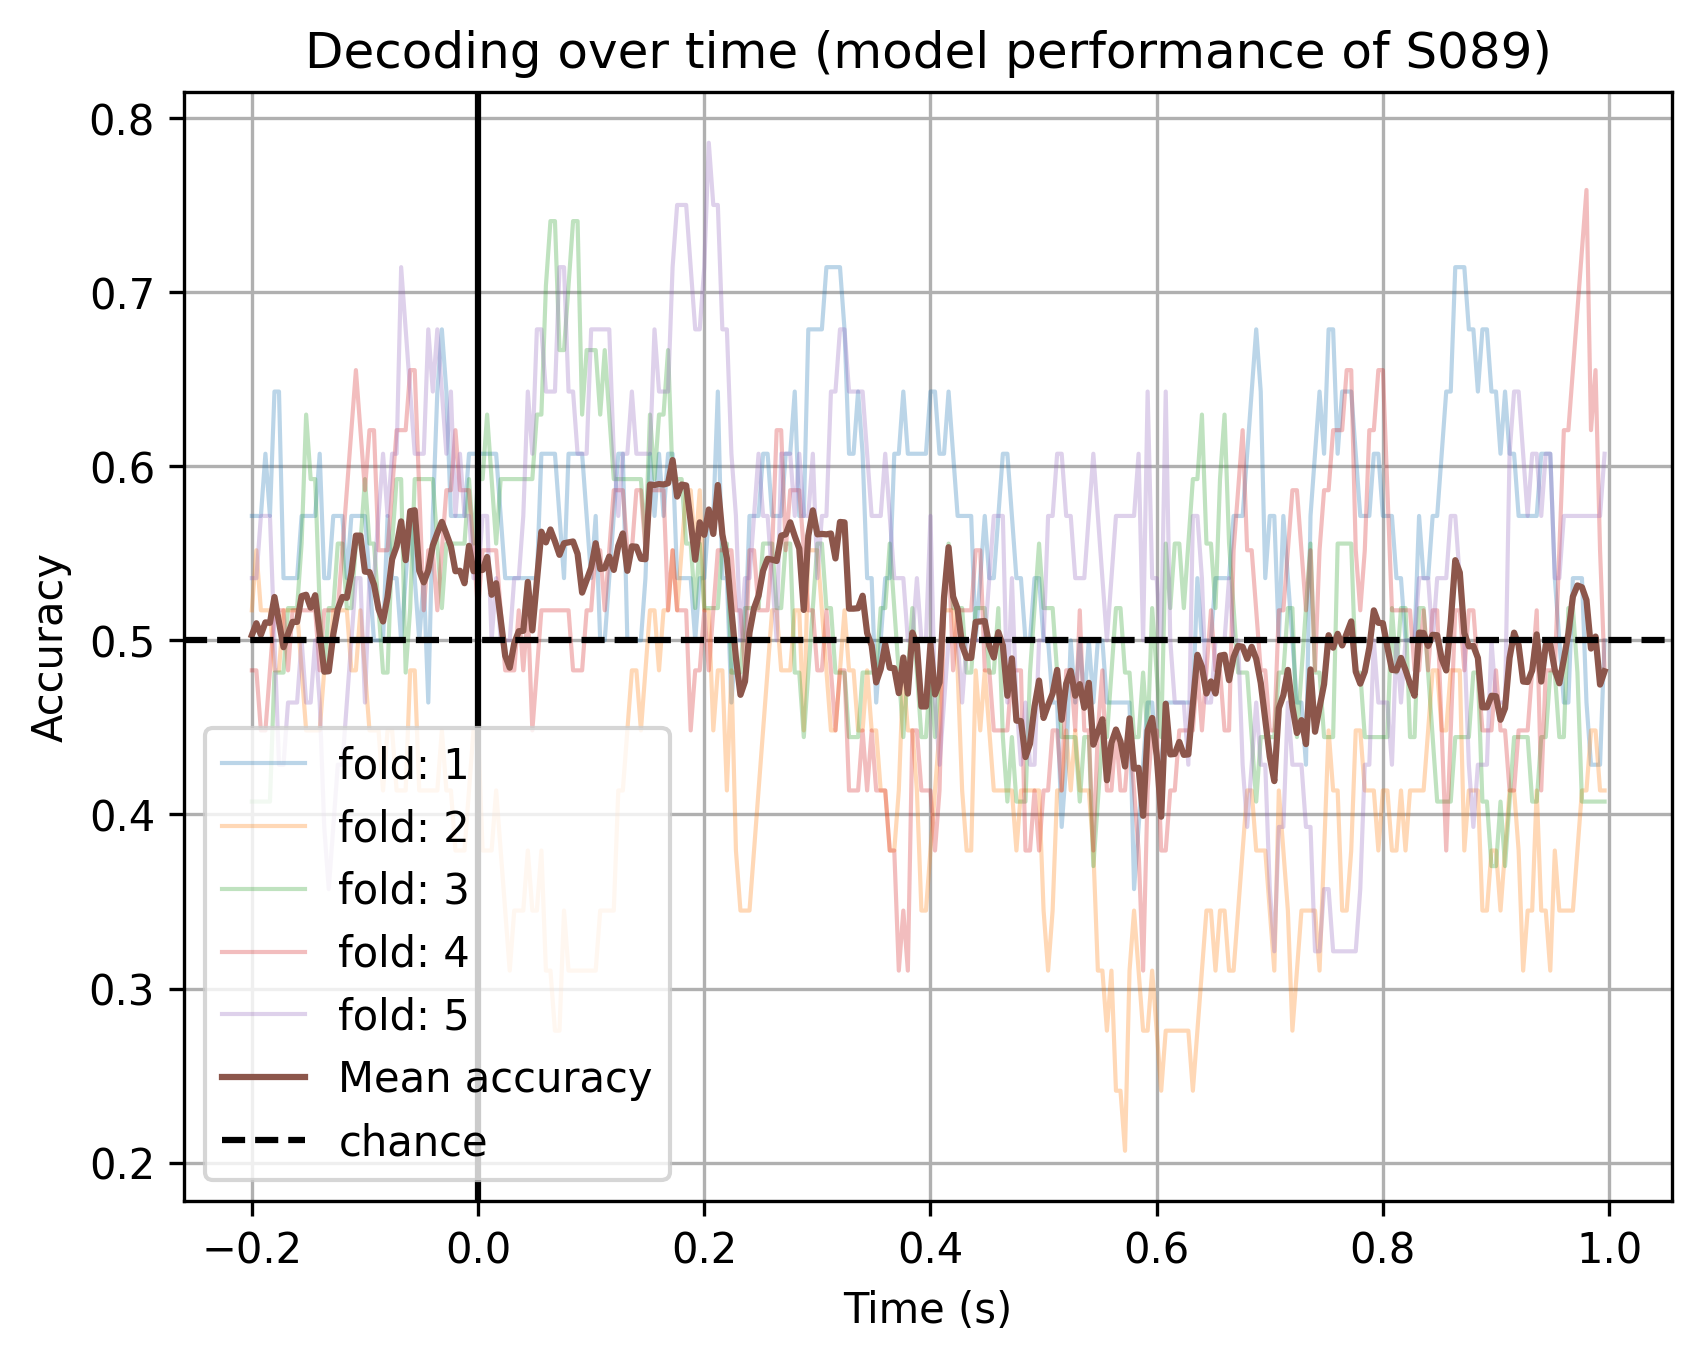 Decoding over time (model performance of S089)
Accuracy
0.8
0.7
0.6
0.5
0.4
0.3
0.2
fold: 1
fold: 2
fold: 3
fold: 4
fold: 5
Mean accuracy
chance
−0.2 0.0 0.2 0.4 0.6 0.8 1.0
Time (s)